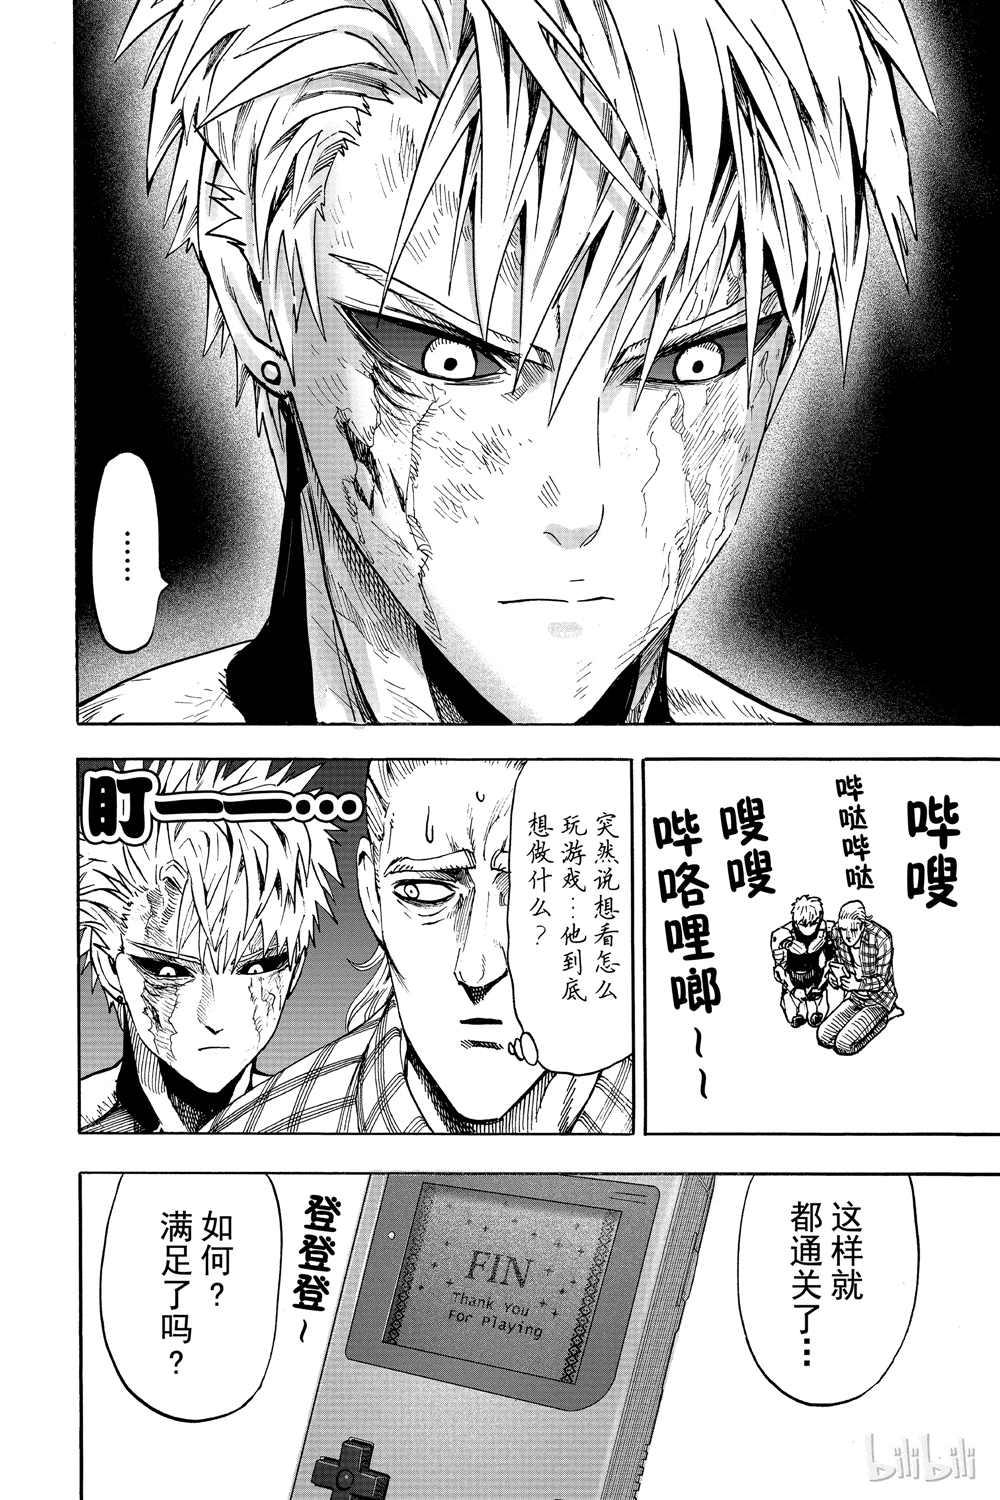 ……
哔嗖
哔哒哔哒
嗖嗖
哔咯哩啷~~
突然说想看怎么
玩游戏…他到底
想做什么？
盯——…
这样就
都通关了…
FIN
Thank You
For Playing
登登登~
如何？
满足了吗？
bilibili